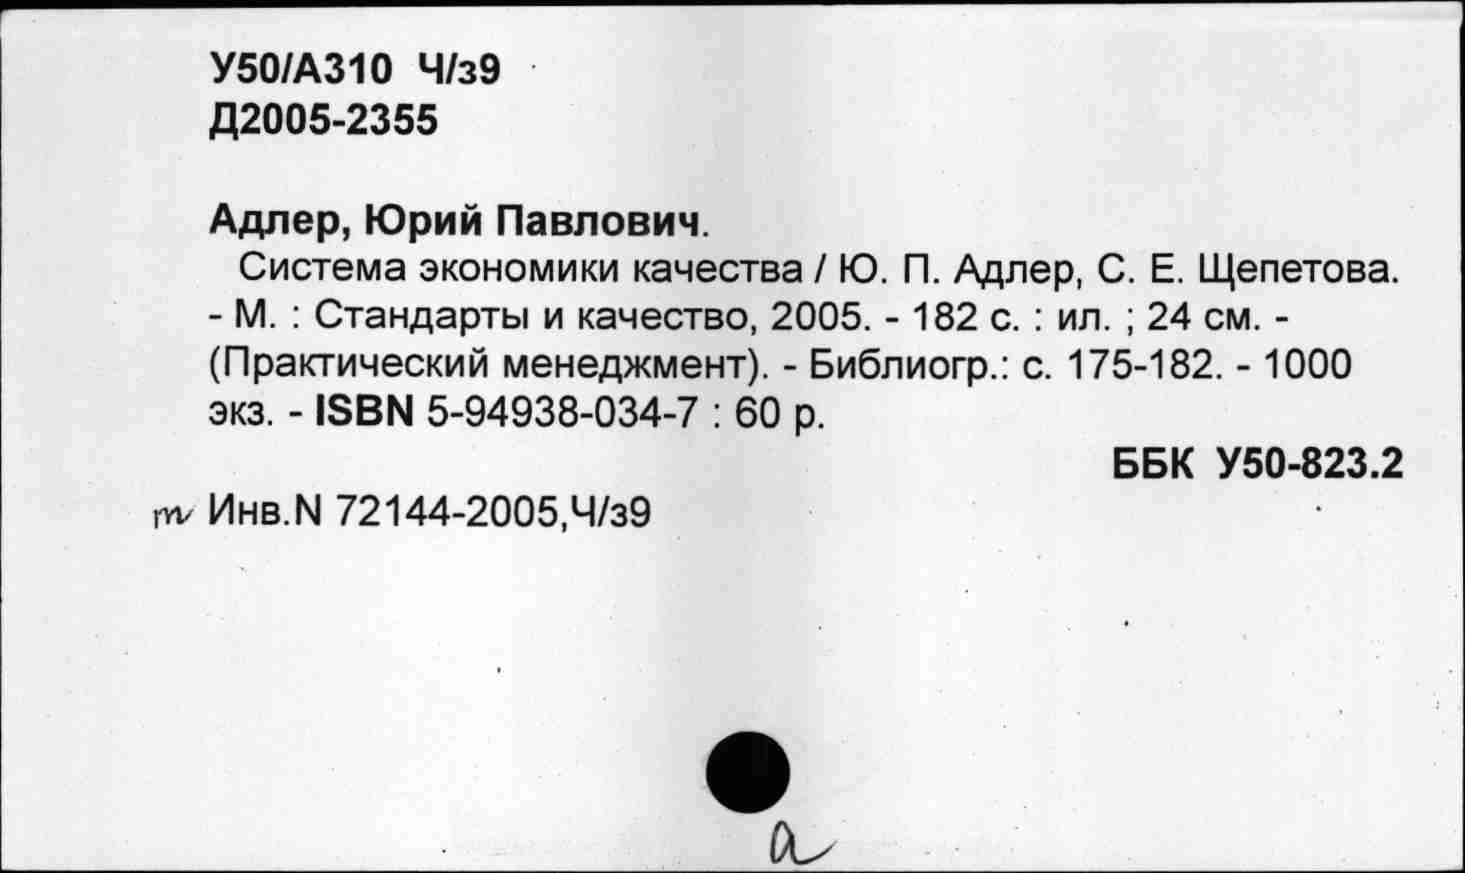 У50/А310 Ч/з9
Д2005-2355
Адлер, Юрий Павлович.
Система экономики качества / Ю. П. Адлер, С. Е. Щепетова.
- М. : Стандарты и качество, 2005. - 182 с. : ил. ; 24 см. -
(Практический менеджмент). - Библиогр.: с. 175-182. - 1000
экз. - ISBN 5-94938-034-7 : 60 р.
ББК У50-823.2
Инв.N 72144-2005,Ч/з9
а